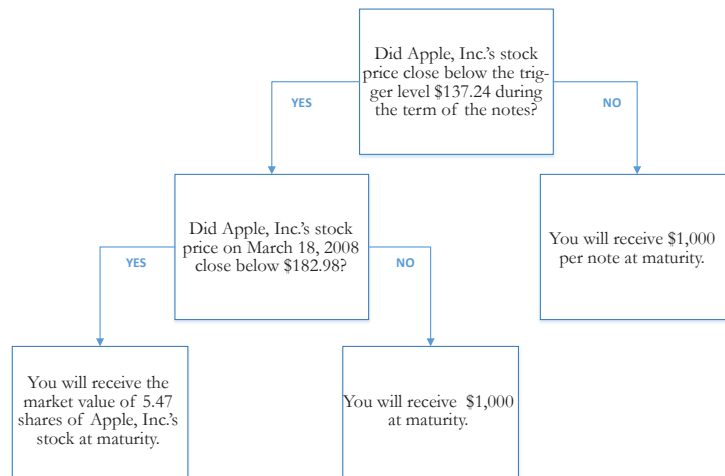 Did Apple, Inc.'s stock
price close below the trig-
ger level $137.24 during
the term of the notes?
YES
NO
Did Apple, Inc.'s stock
price on March 18, 2008
close below $182.98?
You will receive $1,000
per note at maturity.
YES
NO
You will receive the
market value of 5.47
shares of Apple, Inc.'s
stock at maturity.
You will receive $1,000
at maturity.